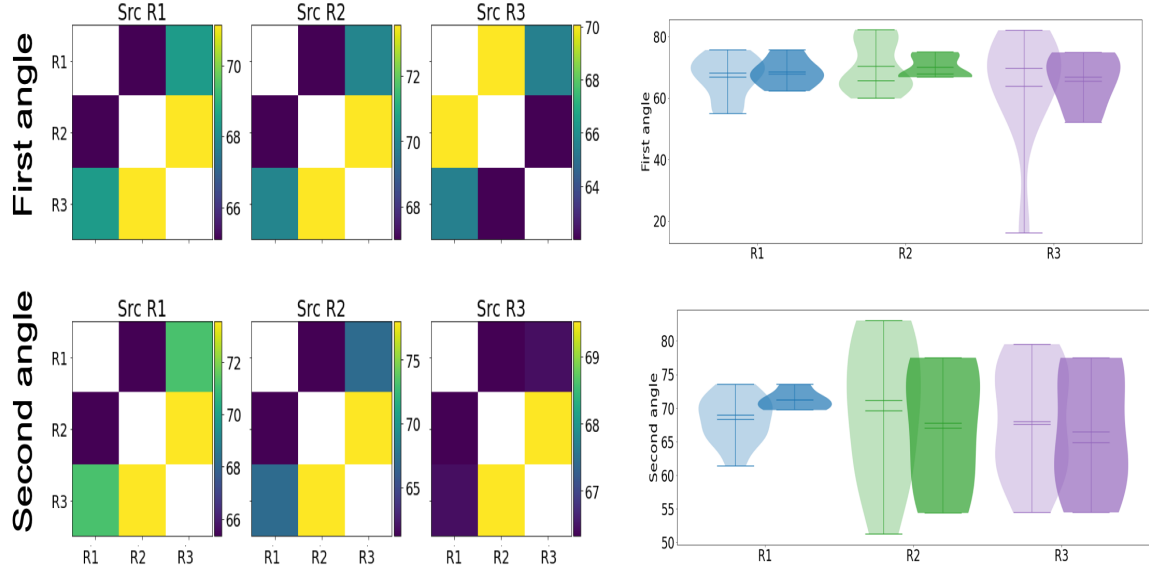 First angle
Src R1
Src R2
Src R3
R1
R2
R3
70
68
66
72
70
68
70
68
66
64
First angle
80
60
40
20
R1
R2
R3
Second angle
Src R1
Src R2
Src R3
R1
R2
R3
R1
R2
R3
72
70
68
66
R1
R2
R3
75
70
65
R1
R2
R3
69
68
67
Second angle
80
75
70
65
60
55
50
R1
R2
R3